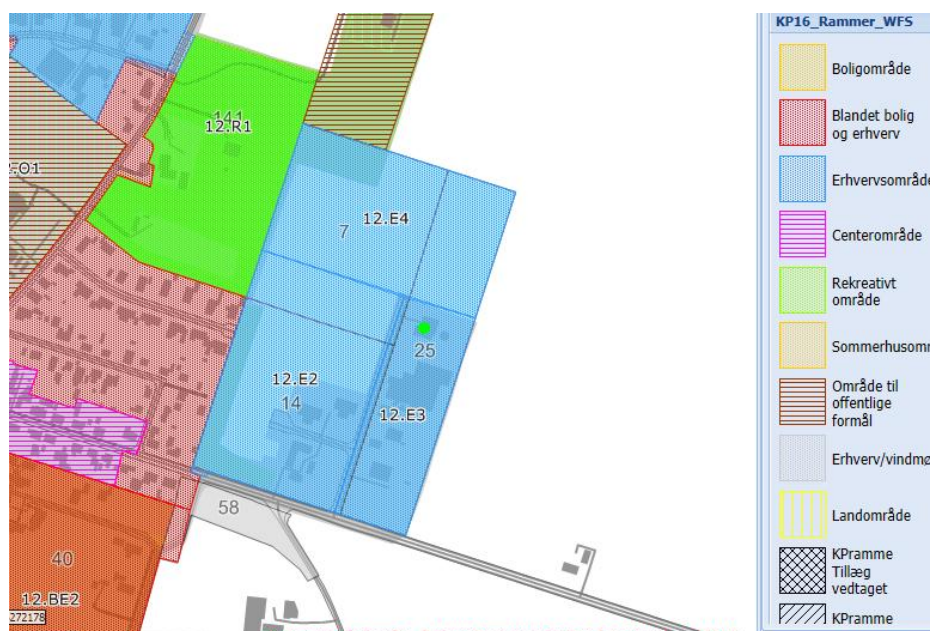 KP16_Rammer_WFS
Boligområde
Blandet bolig
og erhverv
Erhvervsområde
Centerområde
Rekreativt
område
Sommerhusomr
Område til
offentlige
formål
Erhverv/vindmø
Landområde
KPramme
Tillæg
vedtaget
KPramme
12.R1
.O1
12.E4
7
25
12.E2
14
12.E3
58
40
12.BE2
272178